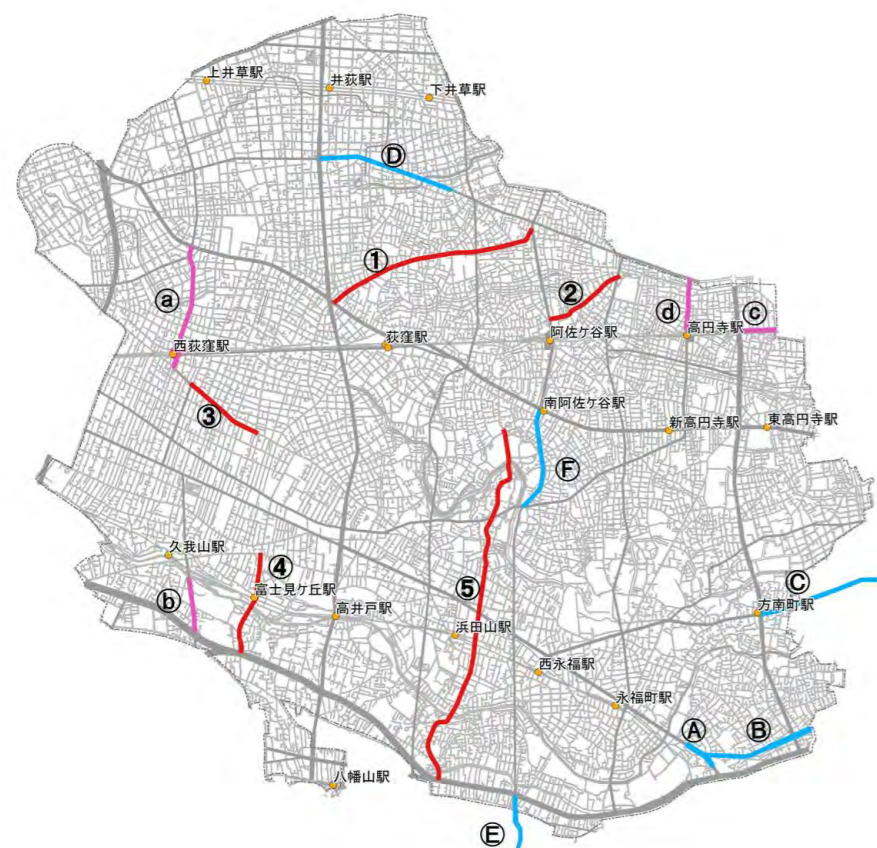 上井草駅
井荻駅
下井草駅
Ⓓ
①
ⓐ
②
ⓓ
ⓒ
高円寺駅
阿佐ケ谷駅
荻窪駅
西荻窪駅
③
南阿佐ケ谷駅
新高円寺駅
東高円寺駅
Ⓕ
久我山駅
④
⑤
富士見ケ丘駅
ⓑ
高井戸駅
浜田山駅
Ⓒ
方南町駅
西永福駅
永福町駅
Ⓐ
Ⓑ
八幡山駅
Ⓔ